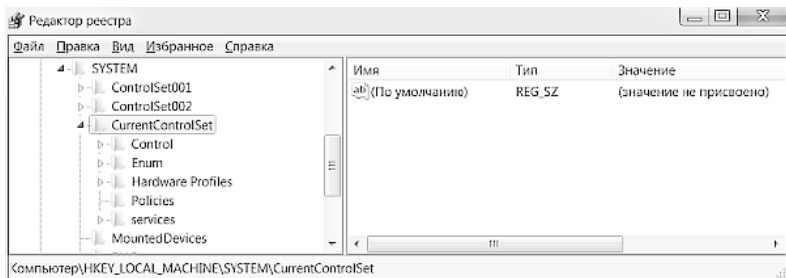 Редактор реестра
Файл Правка Вид Избранное Справка
SYSTEM
ControlSet001
ControlSet002
CurrentControlSet
Control
Enum
Hardware Profiles
Policies
services
MountedDevices
Имя Тип Значение
ab (По умолчанию) REG_SZ (значение не присвоено)
Компьютер\HKEY_LOCAL_MACHINE\SYSTEM\CurrentControlSet